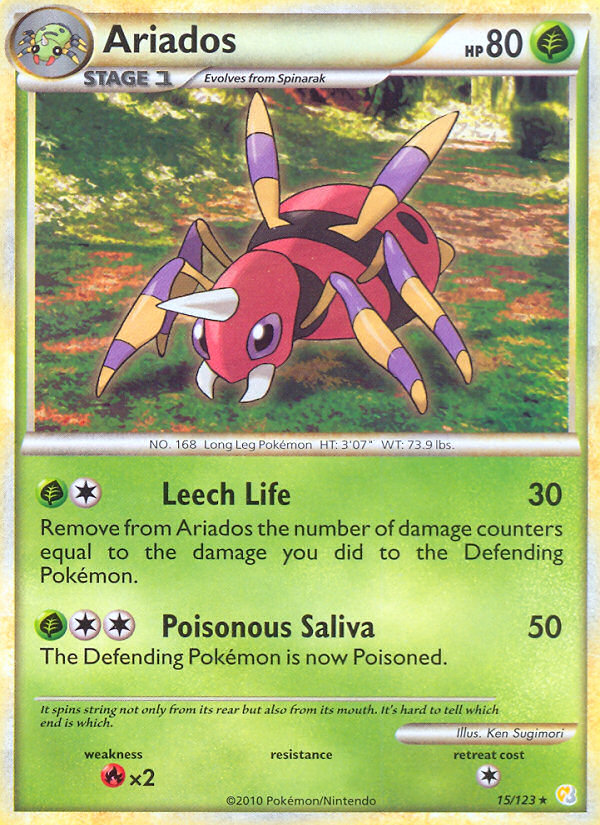 Ariados
HP 80
STAGE 1
Evolves from Spinarak
NO. 168 Long Leg Pokémon HT: 3'07" WT: 73.9 lbs.
Leech Life 30
Remove from Ariados the number of damage counters
equal to the damage you did to the Defending
Pokémon.
Poisonous Saliva 50
The Defending Pokémon is now Poisoned.
It spins string not only from its rear but also from its mouth. It's hard to tell which
end is which.
Illus. Ken Sugimori
weakness resistance retreat cost
×2
©2010 Pokémon/Nintendo
15/123 ★